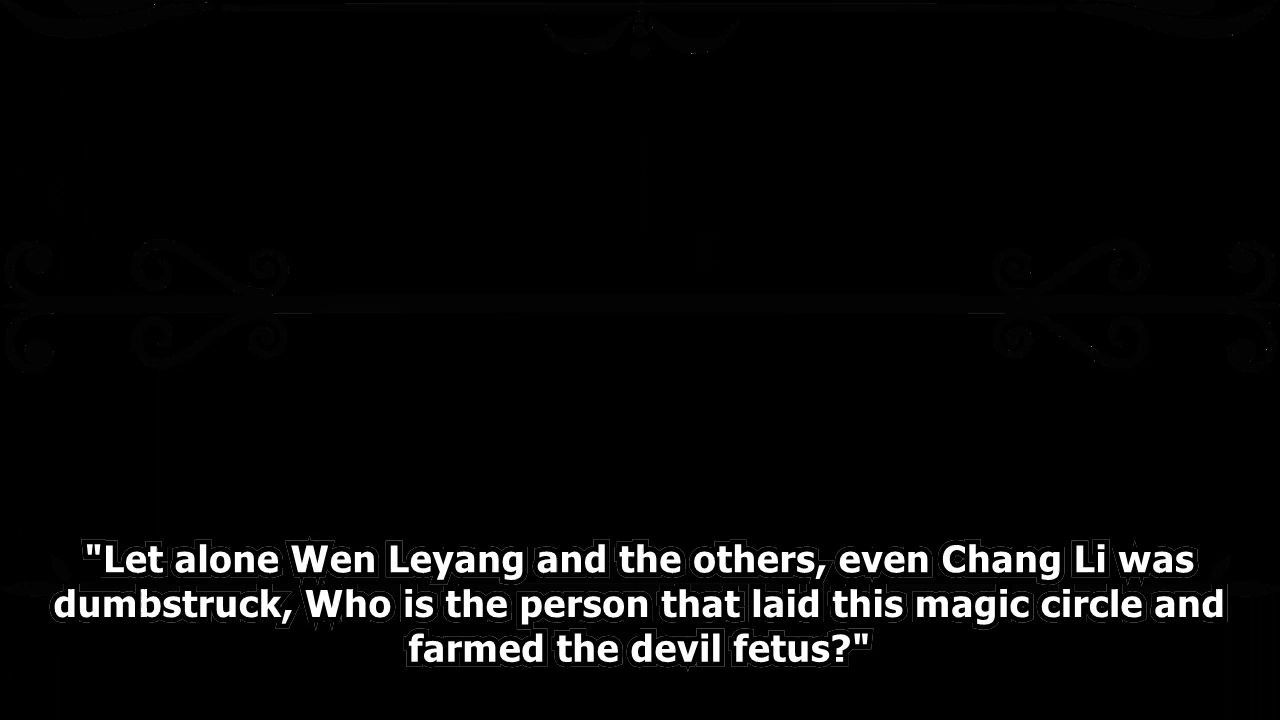 "Let alone Wen Leyang and the others, even Chang Li was
dumbstruck, Who is the person that laid this magic circle and
farmed the devil fetus?"